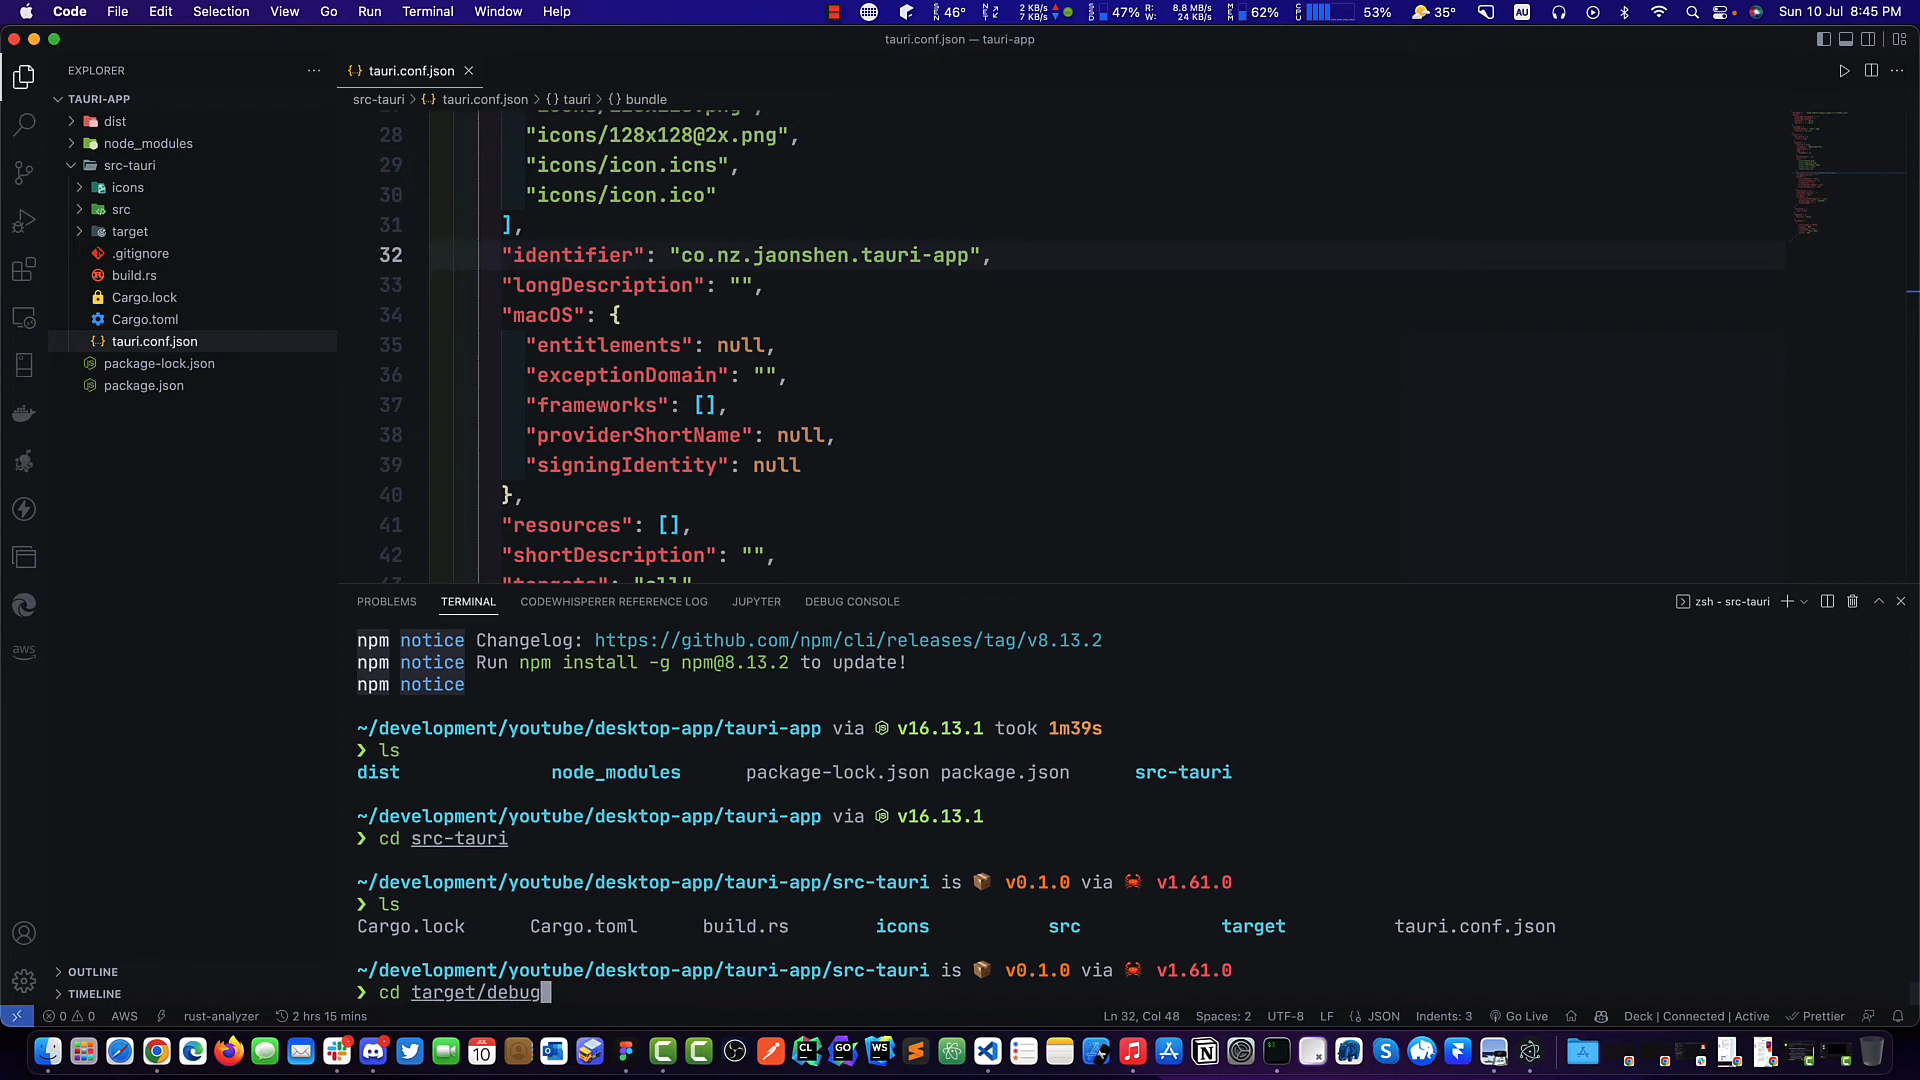 Code File Edit Selection View Go Run Terminal Window Help
46° 2 KB/s 7 KB/s 47% R: W: 8.8 MB/s 24 KB/s 62% 53% 35° AU Sun 10 Jul 8:45 PM
tauri.conf.json — tauri-app
EXPLORER
tauri.conf.json
TAURI-APP
src-tauri > {..} tauri.conf.json > {} tauri > {} bundle
dist
node_modules
src-tauri
icons
src
target
.gitignore
build.rs
Cargo.lock
Cargo.toml
tauri.conf.json
package-lock.json
package.json
28 "icons/128x128@2x.png",
29 "icons/icon.icns",
30 "icons/icon.ico"
31 ],
32 "identifier": "co.nz.jaonshen.tauri-app",
33 "longDescription": "",
34 "macOS": {
35 "entitlements": null,
36 "exceptionDomain": "",
37 "frameworks": [],
38 "providerShortName": null,
39 "signingIdentity": null
40 },
41 "resources": [],
42 "shortDescription": "",
PROBLEMS TERMINAL CODEWHISPERER REFERENCE LOG JUPYTER DEBUG CONSOLE
zsh - src-tauri
npm notice Changelog: https://github.com/npm/cli/releases/tag/v8.13.2
npm notice Run npm install -g npm@8.13.2 to update!
npm notice
~/development/youtube/desktop-app/tauri-app via v16.13.1 took 1m39s
❯ ls
dist node_modules package-lock.json package.json src-tauri
~/development/youtube/desktop-app/tauri-app via v16.13.1
❯ cd src-tauri
~/development/youtube/desktop-app/tauri-app/src-tauri is 📦 v0.1.0 via 🦀 v1.61.0
❯ ls
Cargo.lock Cargo.toml build.rs icons src target tauri.conf.json
~/development/youtube/desktop-app/tauri-app/src-tauri is 📦 v0.1.0 via 🦀 v1.61.0
❯ cd target/debug
OUTLINE
TIMELINE
aws
0 0 AWS rust-analyzer 2 hrs 15 mins
Ln 32, Col 48 Spaces: 2 UTF-8 LF JSON Indents: 3 Go Live Deck | Connected | Active Prettier